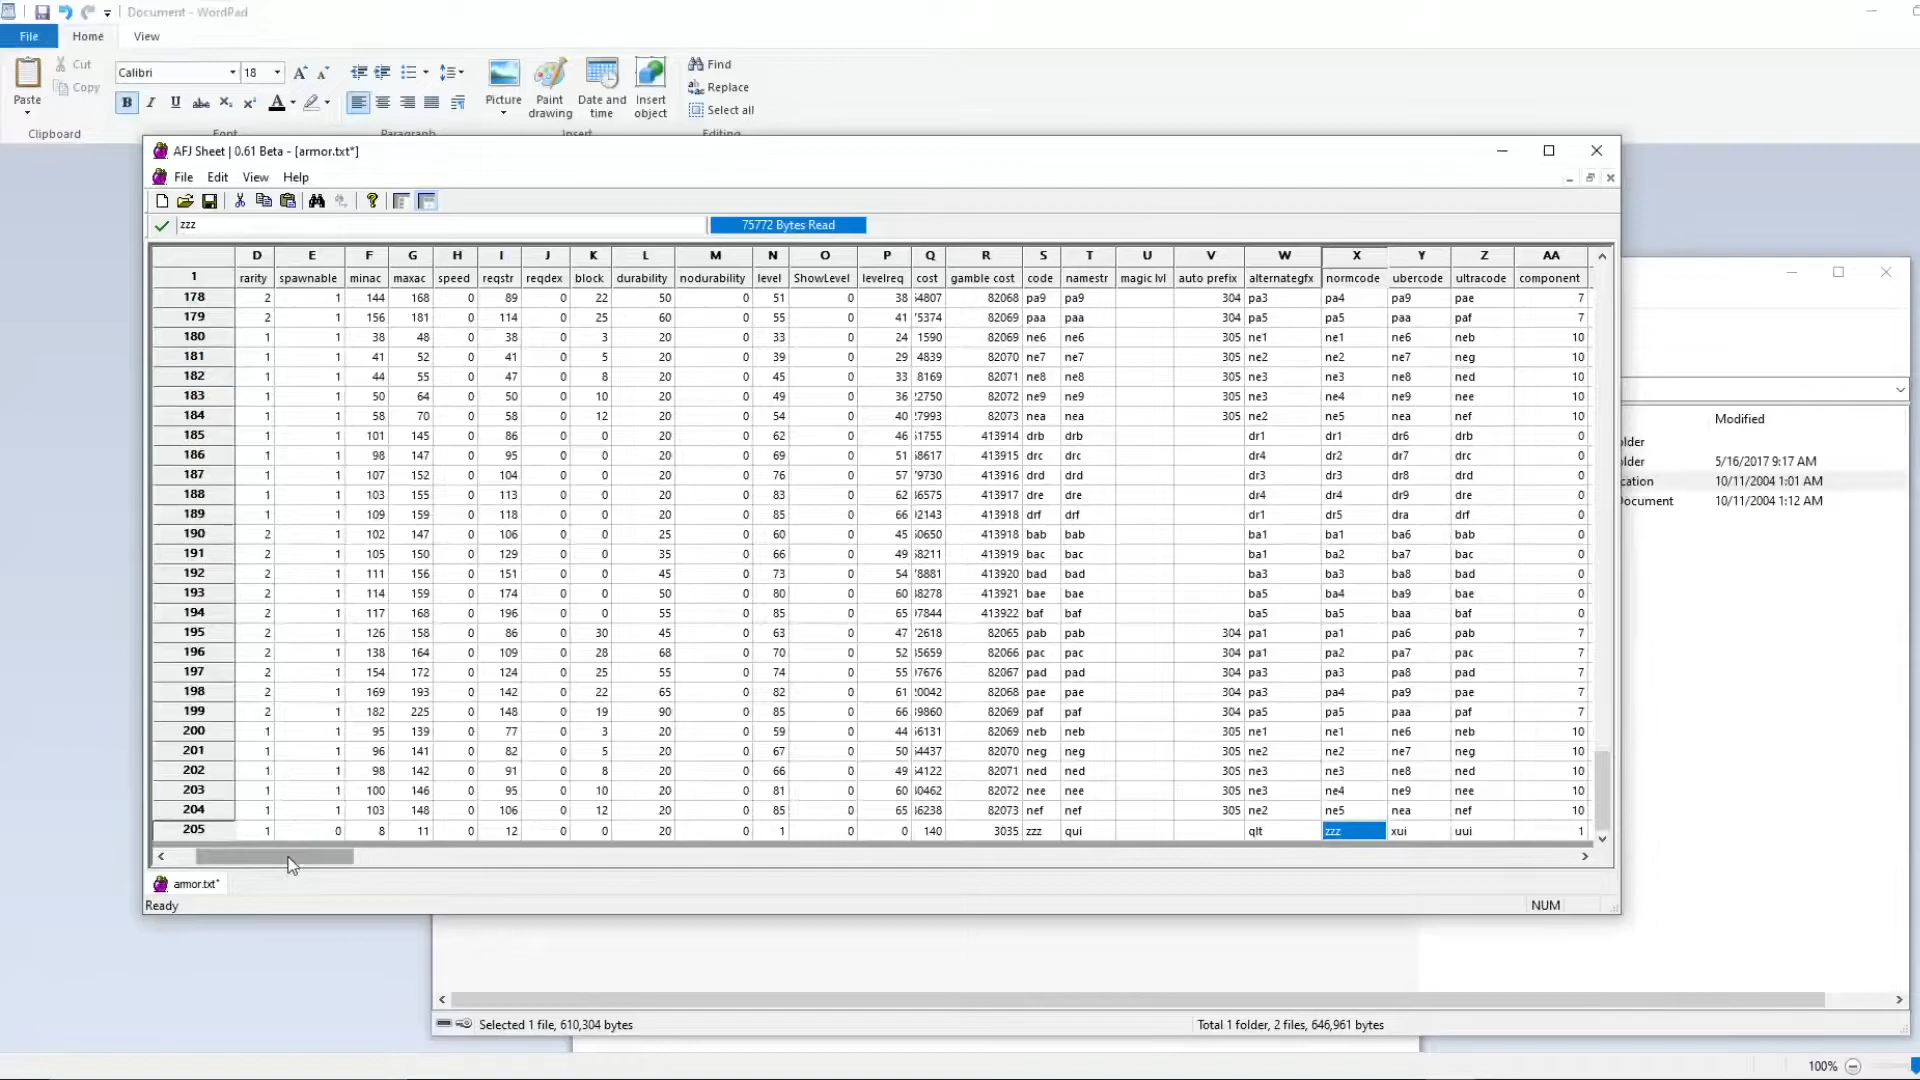 Document - WordPad
File Home View
Cut
Calibri 18
Find
Copy
Replace
Paste
Picture Paint drawing Date and time Insert object
Select all
Clipboard Font Paragraph Insert Editing
AFJ Sheet | 0.61 Beta - [armor.txt*]
File Edit View Help
zzz 75772 Bytes Read
D E F G H I J K L M N O P Q R S T U V W X Y Z AA
1 rarity spawnable minac maxac speed reqstr reqdex block durability nodurability level ShowLevel levelreq cost gamble cost code namestr magic lvl auto prefix alternategfx normcode ubercode ultracode component
178 2 1 144 168 0 89 0 22 50 0 51 0 38 4807 82068 pa9 pa9 304 pa3 pa4 pa9 pae 7
179 2 1 156 181 0 114 0 25 60 0 55 0 41 5374 82069 paa paa 304 pa5 pa5 paa paf 7
180 1 1 38 48 0 38 0 3 20 0 33 0 24 1590 82069 ne6 ne6 305 ne1 ne1 ne6 neb 10
181 1 1 41 52 0 41 0 5 20 0 39 0 29 4839 82070 ne7 ne7 305 ne2 ne2 ne7 neg 10
182 1 1 44 55 0 47 0 8 20 0 45 0 33 8169 82071 ne8 ne8 305 ne3 ne3 ne8 ned 10
183 1 1 50 64 0 50 0 10 20 0 49 0 36 2750 82072 ne9 ne9 305 ne3 ne4 ne9 nee 10
184 1 1 58 70 0 58 0 12 20 0 54 0 40 7993 82073 nea nea 305 ne2 ne5 nea nef 10
185 1 1 101 145 0 86 0 0 20 0 62 0 46 1755 413914 drb drb dr1 dr1 dr6 drb 0
186 1 1 98 147 0 95 0 0 20 0 69 0 51 8617 413915 drc drc dr4 dr2 dr7 drc 0
187 1 1 107 152 0 104 0 0 20 0 76 0 57 9730 413916 drd drd dr3 dr3 dr8 drd 0
188 1 1 103 155 0 113 0 0 20 0 83 0 62 6575 413917 dre dre dr4 dr4 dr9 dre 0
189 1 1 109 159 0 118 0 0 20 0 85 0 66 2143 413918 drf drf dr1 dr5 dra drf 0
190 2 1 102 147 0 106 0 0 25 0 60 0 45 0650 413918 bab bab ba1 ba1 ba6 bab 0
191 2 1 105 150 0 129 0 0 35 0 66 0 49 8211 413919 bac bac ba1 ba2 ba7 bac 0
192 2 1 111 156 0 151 0 0 45 0 73 0 54 8881 413920 bad bad ba3 ba3 ba8 bad 0
193 2 1 114 159 0 174 0 0 50 0 80 0 60 8278 413921 bae bae ba5 ba4 ba9 bae 0
194 2 1 117 168 0 196 0 0 55 0 85 0 65 7844 413922 baf baf ba5 ba5 baa baf 0
195 2 1 126 158 0 86 0 30 45 0 63 0 47 2618 82065 pab pab 304 pa1 pa1 pa6 pab 7
196 2 1 138 164 0 109 0 28 68 0 70 0 52 5659 82066 pac pac 304 pa1 pa2 pa7 pac 7
197 2 1 154 172 0 124 0 25 55 0 74 0 55 7676 82067 pad pad 304 pa3 pa3 pa8 pad 7
198 2 1 169 193 0 142 0 22 65 0 82 0 61 0042 82068 pae pae 304 pa3 pa4 pa9 pae 7
199 2 1 182 225 0 148 0 19 90 0 85 0 66 9860 82069 paf paf 304 pa5 pa5 paa paf 7
200 1 1 95 139 0 77 0 3 20 0 59 0 44 6131 82069 neb neb 305 ne1 ne1 ne6 neb 10
201 1 1 96 141 0 82 0 5 20 0 67 0 50 4437 82070 neg neg 305 ne2 ne2 ne7 neg 10
202 1 1 98 142 0 91 0 8 20 0 66 0 49 4122 82071 ned ned 305 ne3 ne3 ne8 ned 10
203 1 1 100 146 0 95 0 10 20 0 81 0 60 0462 82072 nee nee 305 ne3 ne4 ne9 nee 10
204 1 1 103 148 0 106 0 12 20 0 85 0 65 6238 82073 nef nef 305 ne2 ne5 nea nef 10
205 1 0 8 11 0 12 0 0 20 0 1 0 0 140 3035 zzz qui qlt zzz xui uui 1
armor.txt*
Ready NUM
Modified
lder
lder 5/16/2017 9:17 AM
cation 10/11/2004 1:01 AM
Document 10/11/2004 1:12 AM
Selected 1 file, 610,304 bytes Total 1 folder, 2 files, 646,961 bytes
100%